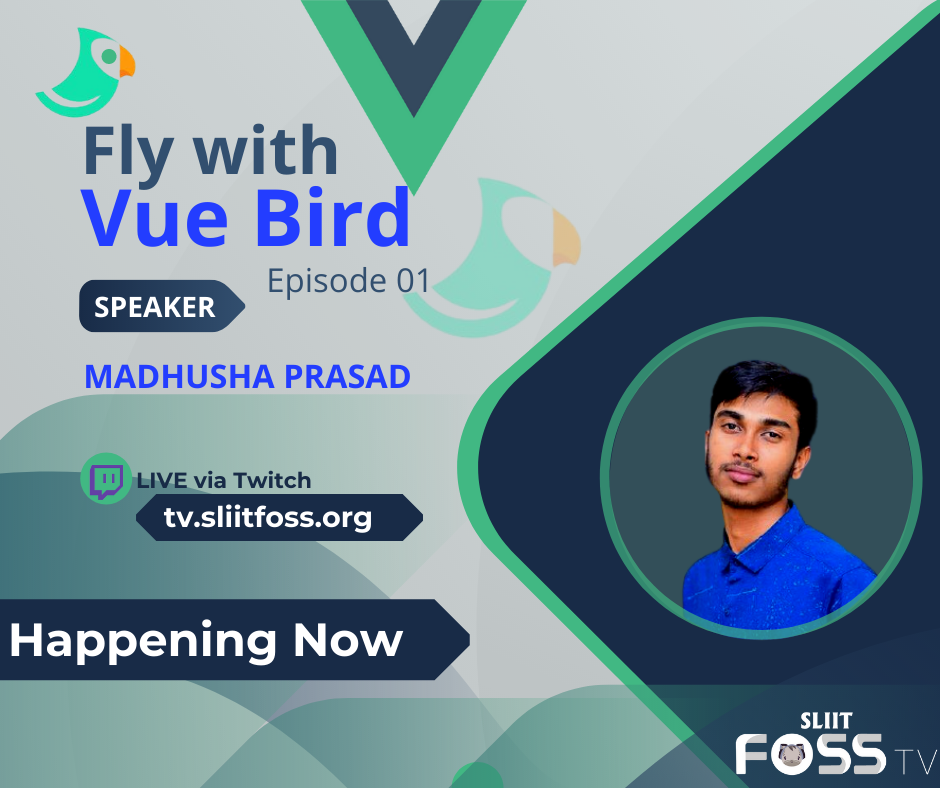 Fly with
Vue Bird
Episode 01
SPEAKER
MADHUSHA PRASAD
LIVE via Twitch
tv.sliitfoss.org
Happening Now
SLIIT
FOSS TV